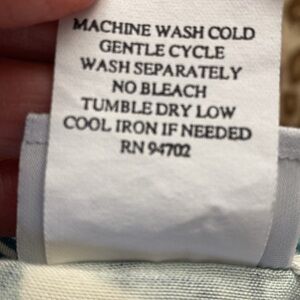 MACHINE WASH COLD
GENTLE CYCLE
WASH SEPARATELY
NO BLEACH
TUMBLE DRY LOW
COOL IRON IF NEEDED
RN 94702